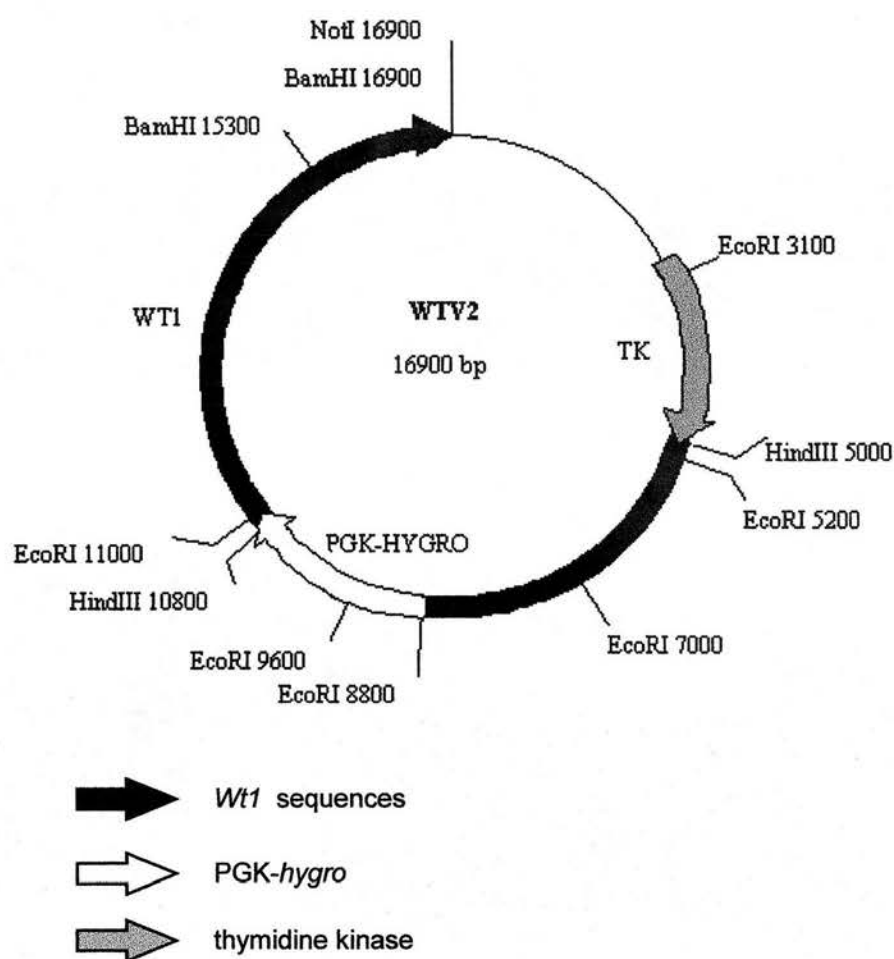 NotI 16900
BamHI 16900
BamHI 15300
EcoRI 3100
WTV2
WT1
TK
16900 bp
HindIII 5000
EcoRI 5200
PGK-HYGRO
EcoRI 11000
HindIII 10800
EcoRI 7000
EcoRI 9600
EcoRI 8800
Wt1 sequences
PGK-hygro
thymidine kinase